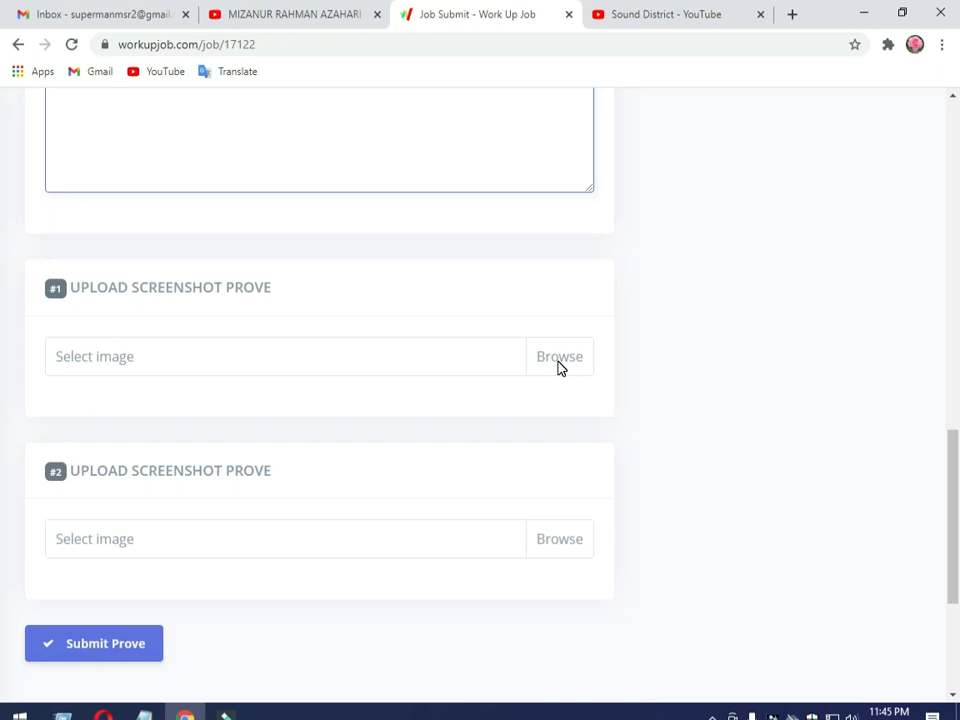 Inbox - supermanmsr2@gmail.
MIZANUR RAHMAN AZAHARI
Job Submit - Work Up Job
Sound District - YouTube
workupjob.com/job/17122
Apps
Gmail
YouTube
Translate
#1 UPLOAD SCREENSHOT PROVE
Select image
Browse
#2 UPLOAD SCREENSHOT PROVE
Select image
Browse
Submit Prove
11:45 PM